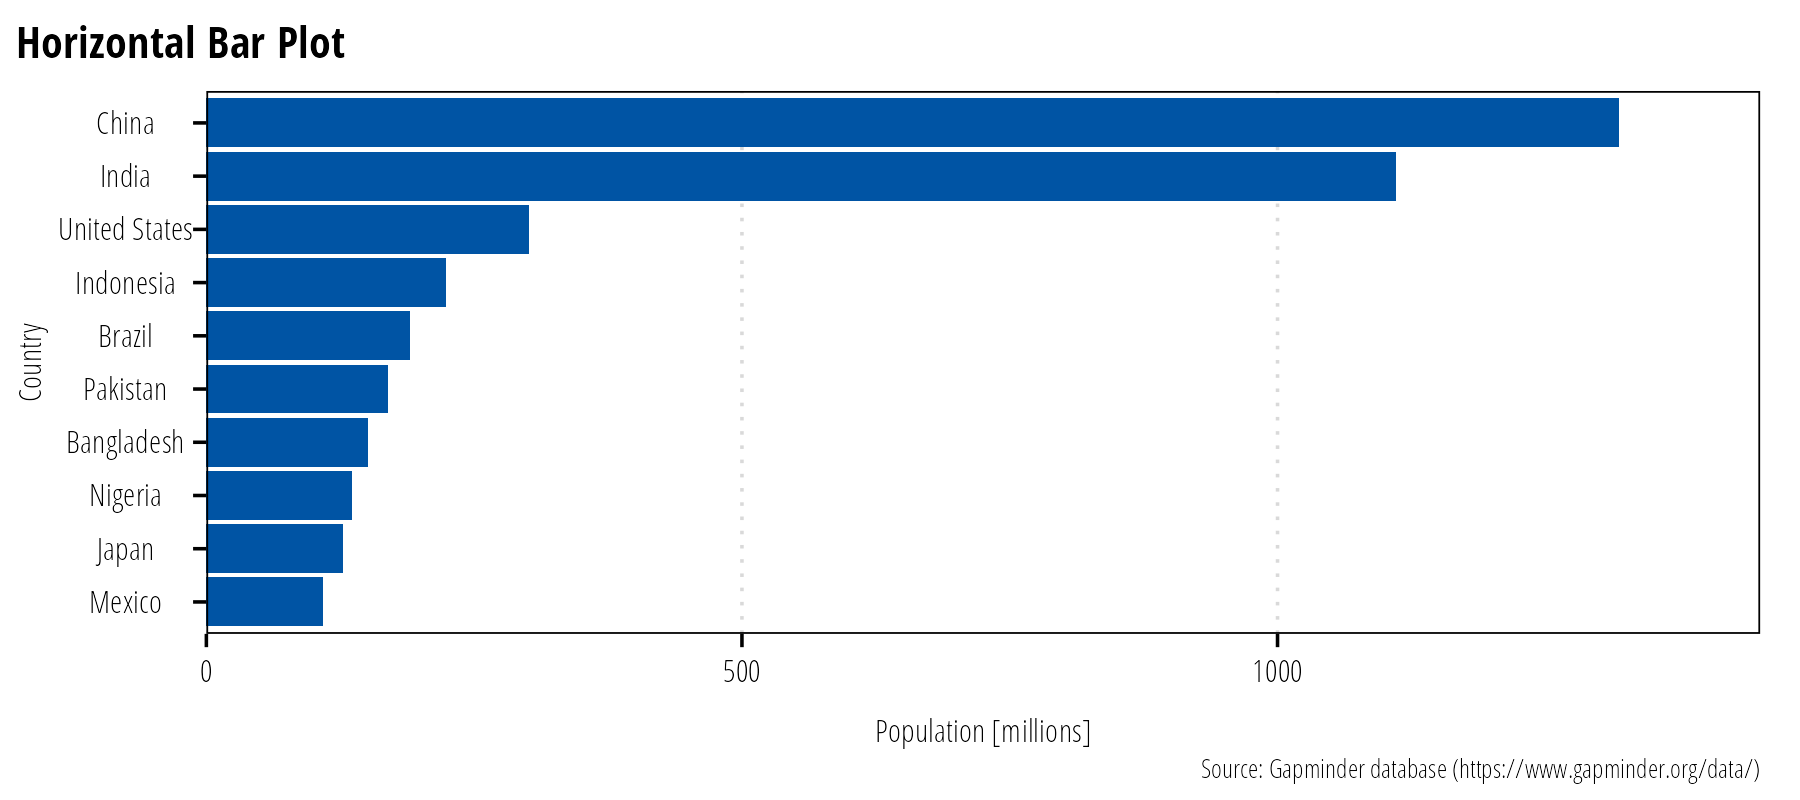 Horizontal Bar Plot
China
India
United States
Indonesia
Brazil
Pakistan
Bangladesh
Nigeria
Japan
Mexico
Country
0 500 1000
Population [millions]
Source: Gapminder database (https://www.gapminder.org/data/)